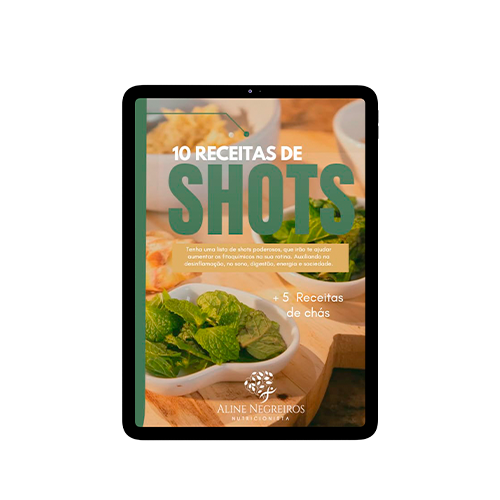 10 RECEITAS DE
SHOTS
Tenha uma lista de shots poderosos, que irão te ajudar
aumentar os fitoquímicos na sua rotina. Auxiliando na
desinflamação, no sono, digestão, energia e saciedade.
+ 5 Receitas
de chás
ALINE NEGREIROS
NUTRICIONISTA